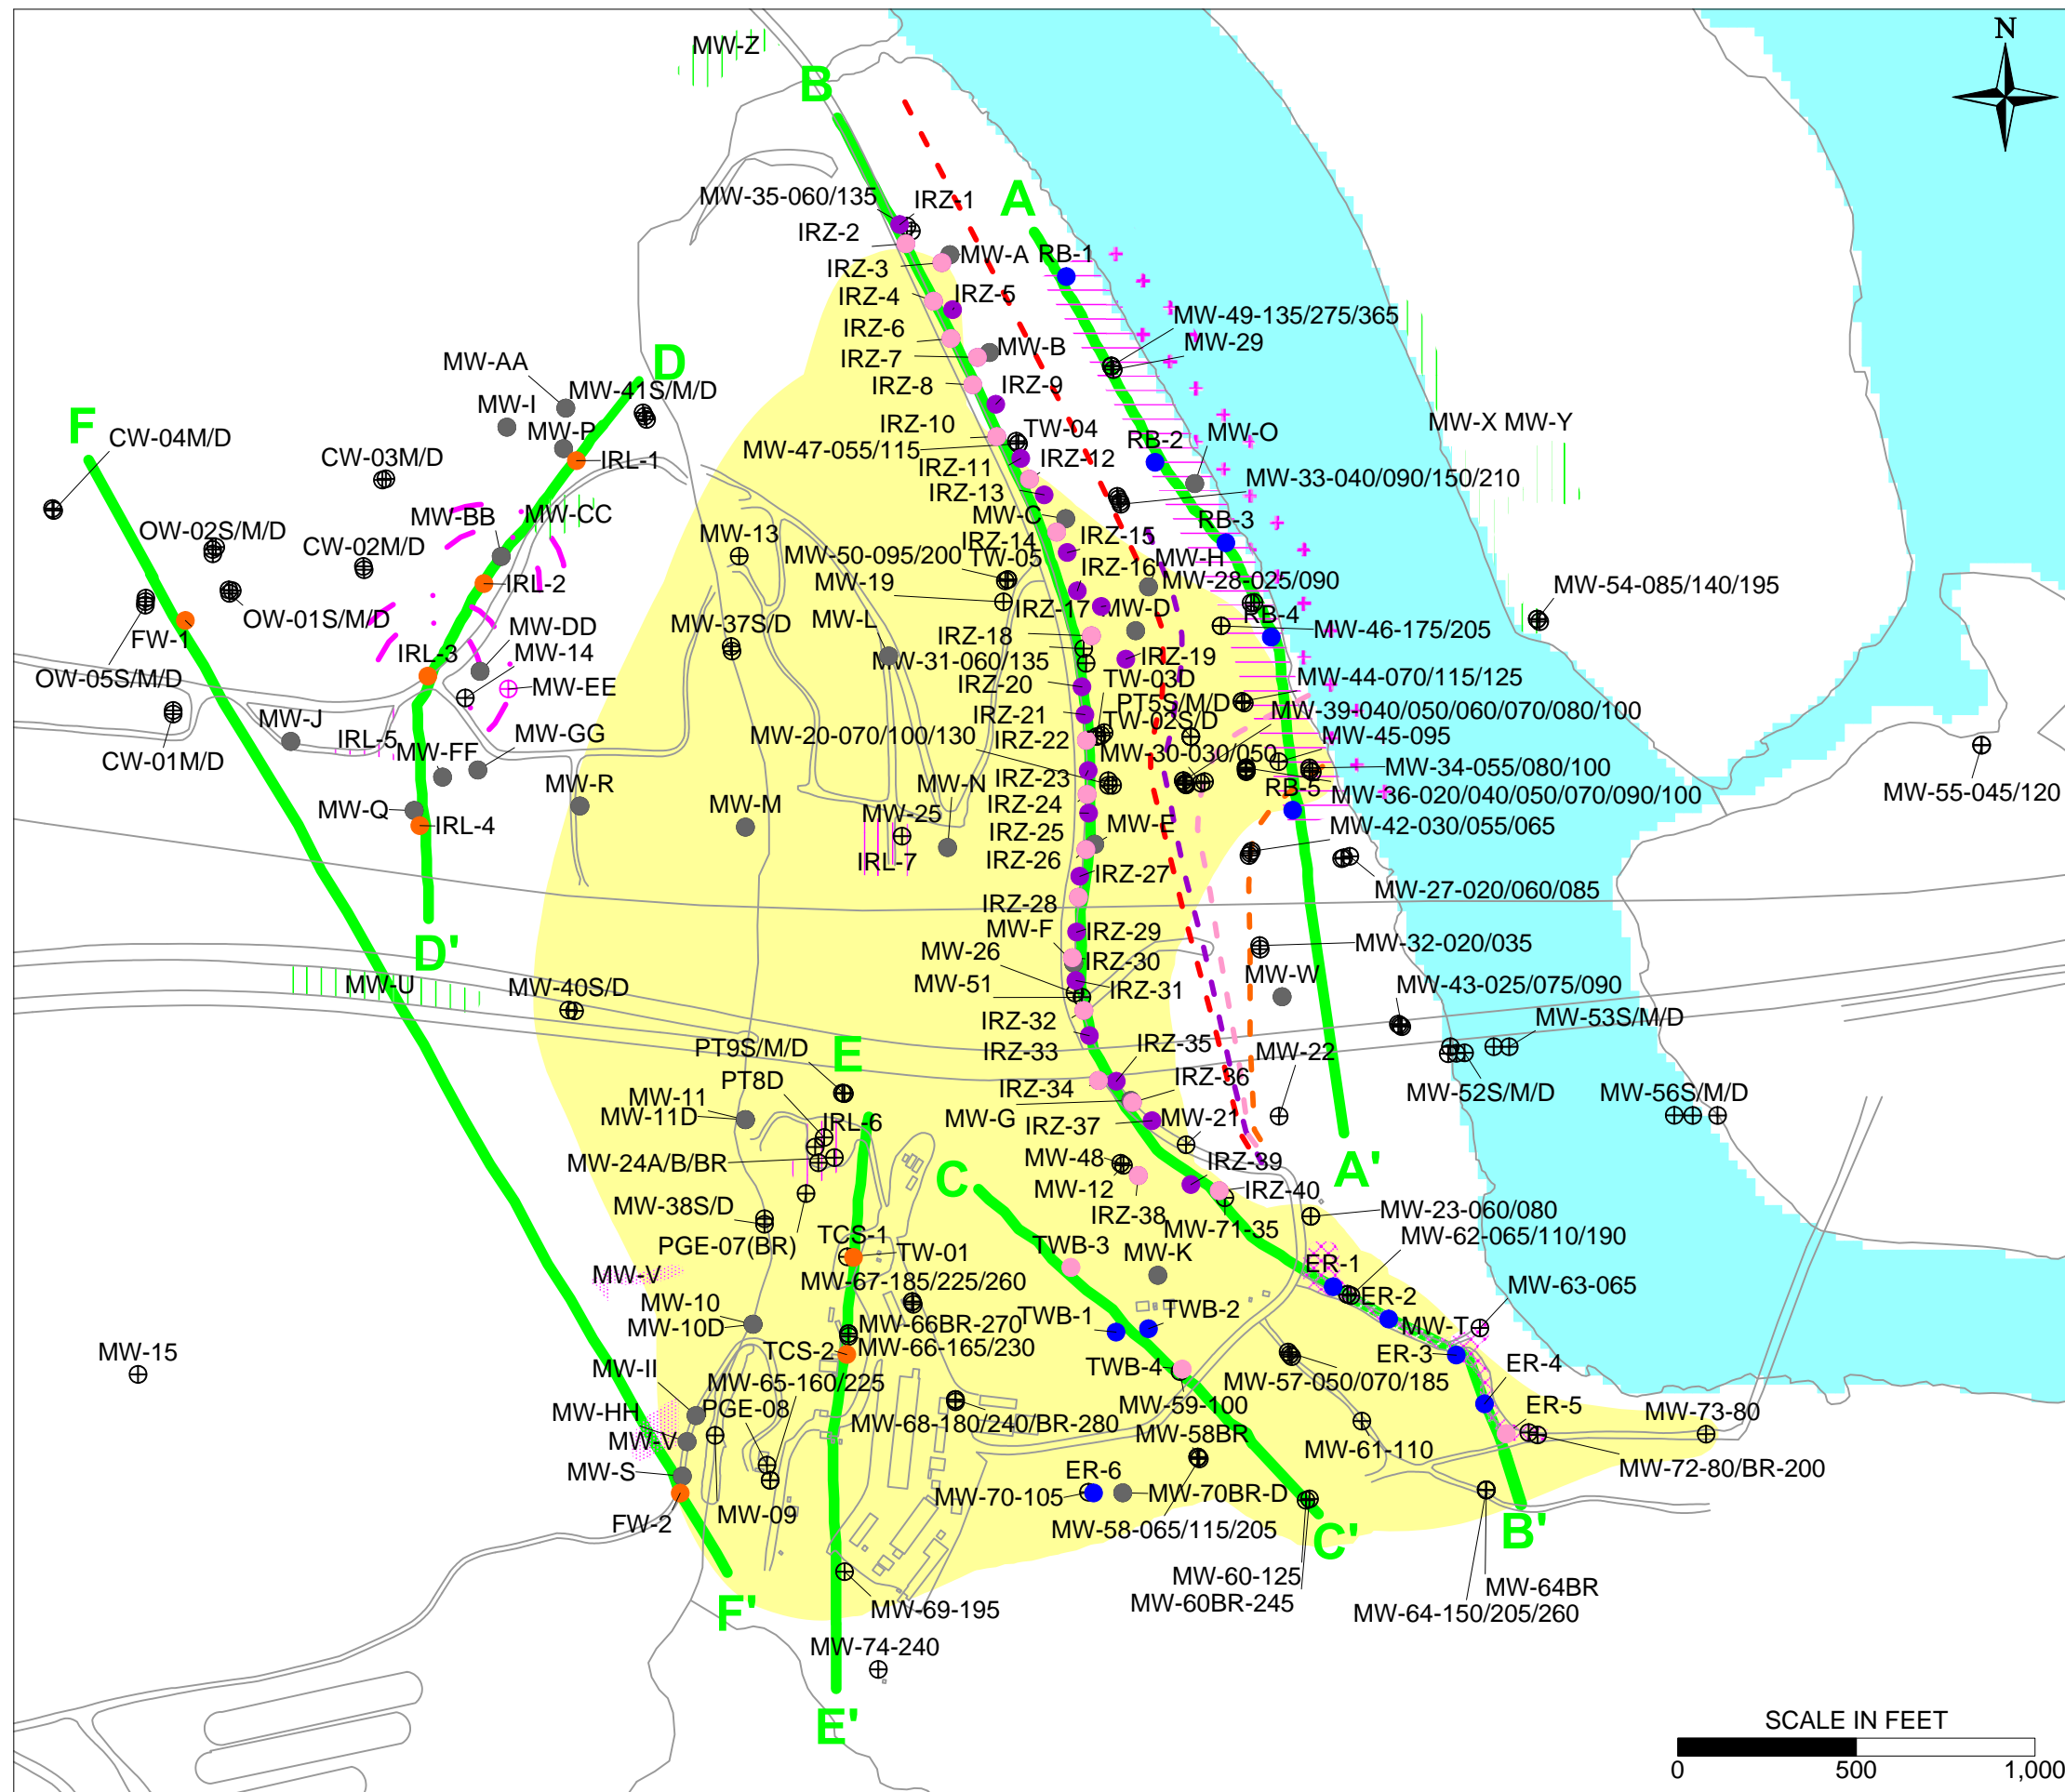 N
MW-Z
B
MW-35-060/135
IRZ-1
A
IRZ-2
MW-A
RB-1
IRZ-3
IRZ-4
IRZ-5
MW-49-135/275/365
IRZ-6
MW-29
MW-B
IRZ-7
D
MW-AA
IRZ-8
IRZ-9
MW-41S/M/D
MW-I
F
IRZ-10
MW-X MW-Y
CW-04M/D
MW-P
TW-04
MW-O
MW-47-055/115
RB-2
CW-03M/D
IRL-1
IRZ-11
IRZ-12
MW-33-040/090/150/210
IRZ-13
MW-CC
MW-C
RB-3
OW-02S/M/D
MW-BB
MW-13
IRZ-14
IRZ-15
CW-02M/D
MW-50-095/200
TW-05
MW-H
IRZ-16
MW-28-025/090
MW-54-085/140/195
MW-19
IRL-2
IRZ-17
MW-D
OW-01S/M/D
MW-L
RB-4
FW-1
MW-37S/D
MW-DD
IRZ-18
MW-46-175/205
MW-14
IRL-3
MW-31-060/135
IRZ-19
OW-05S/M/D
TW-03D
MW-44-070/115/125
MW-EE
IRZ-20
PT5S/M/D
MW-39-040/050/060/070/080/100
IRZ-21
TW-02S/D
MW-J
IRL-5
MW-20-070/100/130
IRZ-22
MW-45-095
CW-01M/D
MW-FF
MW-GG
MW-30-030/050
MW-34-055/080/100
IRZ-23
MW-N
RB-5
MW-55-045/120
MW-R
MW-M
IRZ-24
MW-36-020/040/050/070/090/100
MW-Q
IRL-4
MW-25
IRZ-25
MW-E
MW-42-030/055/065
IRL-7
IRZ-26
IRZ-27
MW-27-020/060/085
IRZ-28
D'
MW-F
IRZ-29
MW-26
MW-32-020/035
IRZ-30
MW-W
MW-U
MW-40S/D
MW-51
IRZ-31
MW-43-025/075/090
IRZ-32
MW-53S/M/D
PT9S/M/D
E
IRZ-33
IRZ-35
MW-22
PT8D
IRZ-34
IRZ-36
MW-52S/M/D
MW-56S/M/D
MW-11
MW-11D
MW-G
IRL-6
IRZ-37
MW-21
MW-24A/B/BR
MW-48
IRZ-39
A'
C
MW-12
IRZ-40
MW-38S/D
IRZ-38
MW-71-35
MW-23-060/080
PGE-07(BR)
TCS-1
TW-01
TWB-3
MW-K
MW-62-065/110/190
MW-V
MW-67-185/225/260
ER-1
MW-63-065
MW-10
MW-10D
MW-66BR-270
TWB-1
TWB-2
ER-2
MW-T
TCS-2
MW-66-165/230
ER-3
MW-15
MW-II
TWB-4
ER-4
MW-65-160/225
MW-57-050/070/185
MW-59-100
MW-HH
PGE-08
MW-68-180/240/BR-280
ER-5
MW-73-80
MW-V
MW-58BR
MW-61-110
MW-S
ER-6
MW-72-80/BR-200
MW-70-105
MW-70BR-D
FW-2
MW-09
MW-58-065/115/205
C'
B'
MW-60-125
MW-64BR
F'
MW-69-195
MW-60BR-245
MW-64-150/205/260
MW-74-240
E'
SCALE IN FEET
0 500 1,000